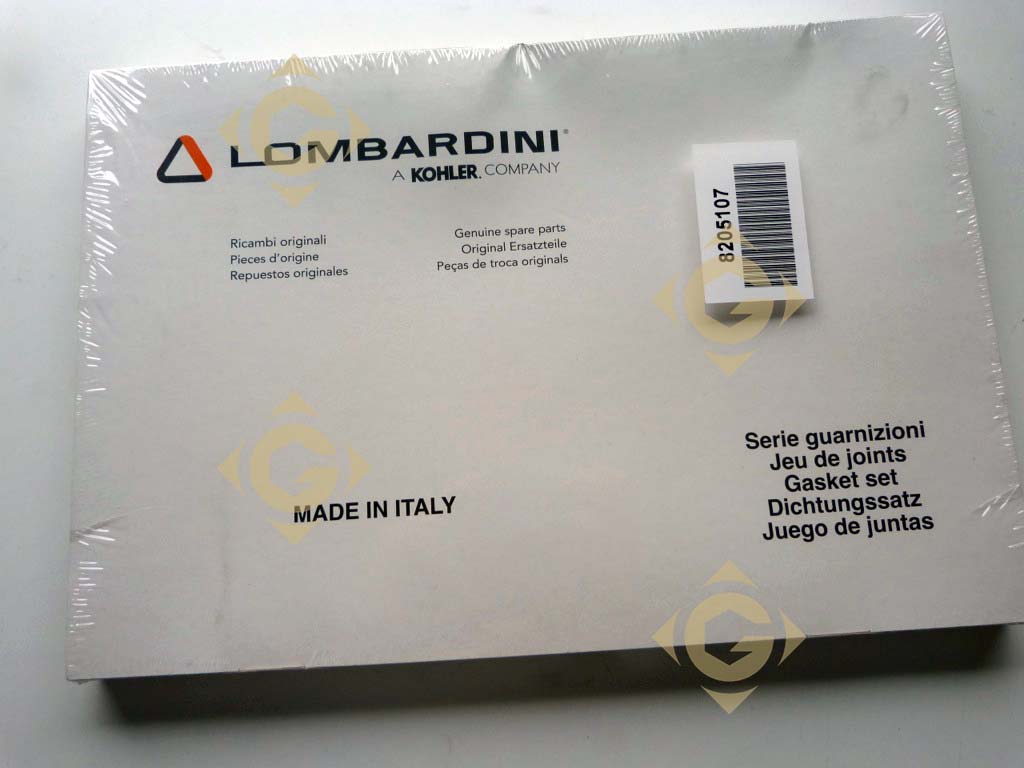 LOMBARDINI®
A KOHLER. COMPANY
Ricambi originali
Pieces d'origine
Repuestos originales
Genuine spare parts
Original Ersatzteile
Peças de troca originals
8205107
Serie guarnizioni
Jeu de joints
Gasket set
Dichtungssatz
Juego de juntas
MADE IN ITALY
G
G
G
G